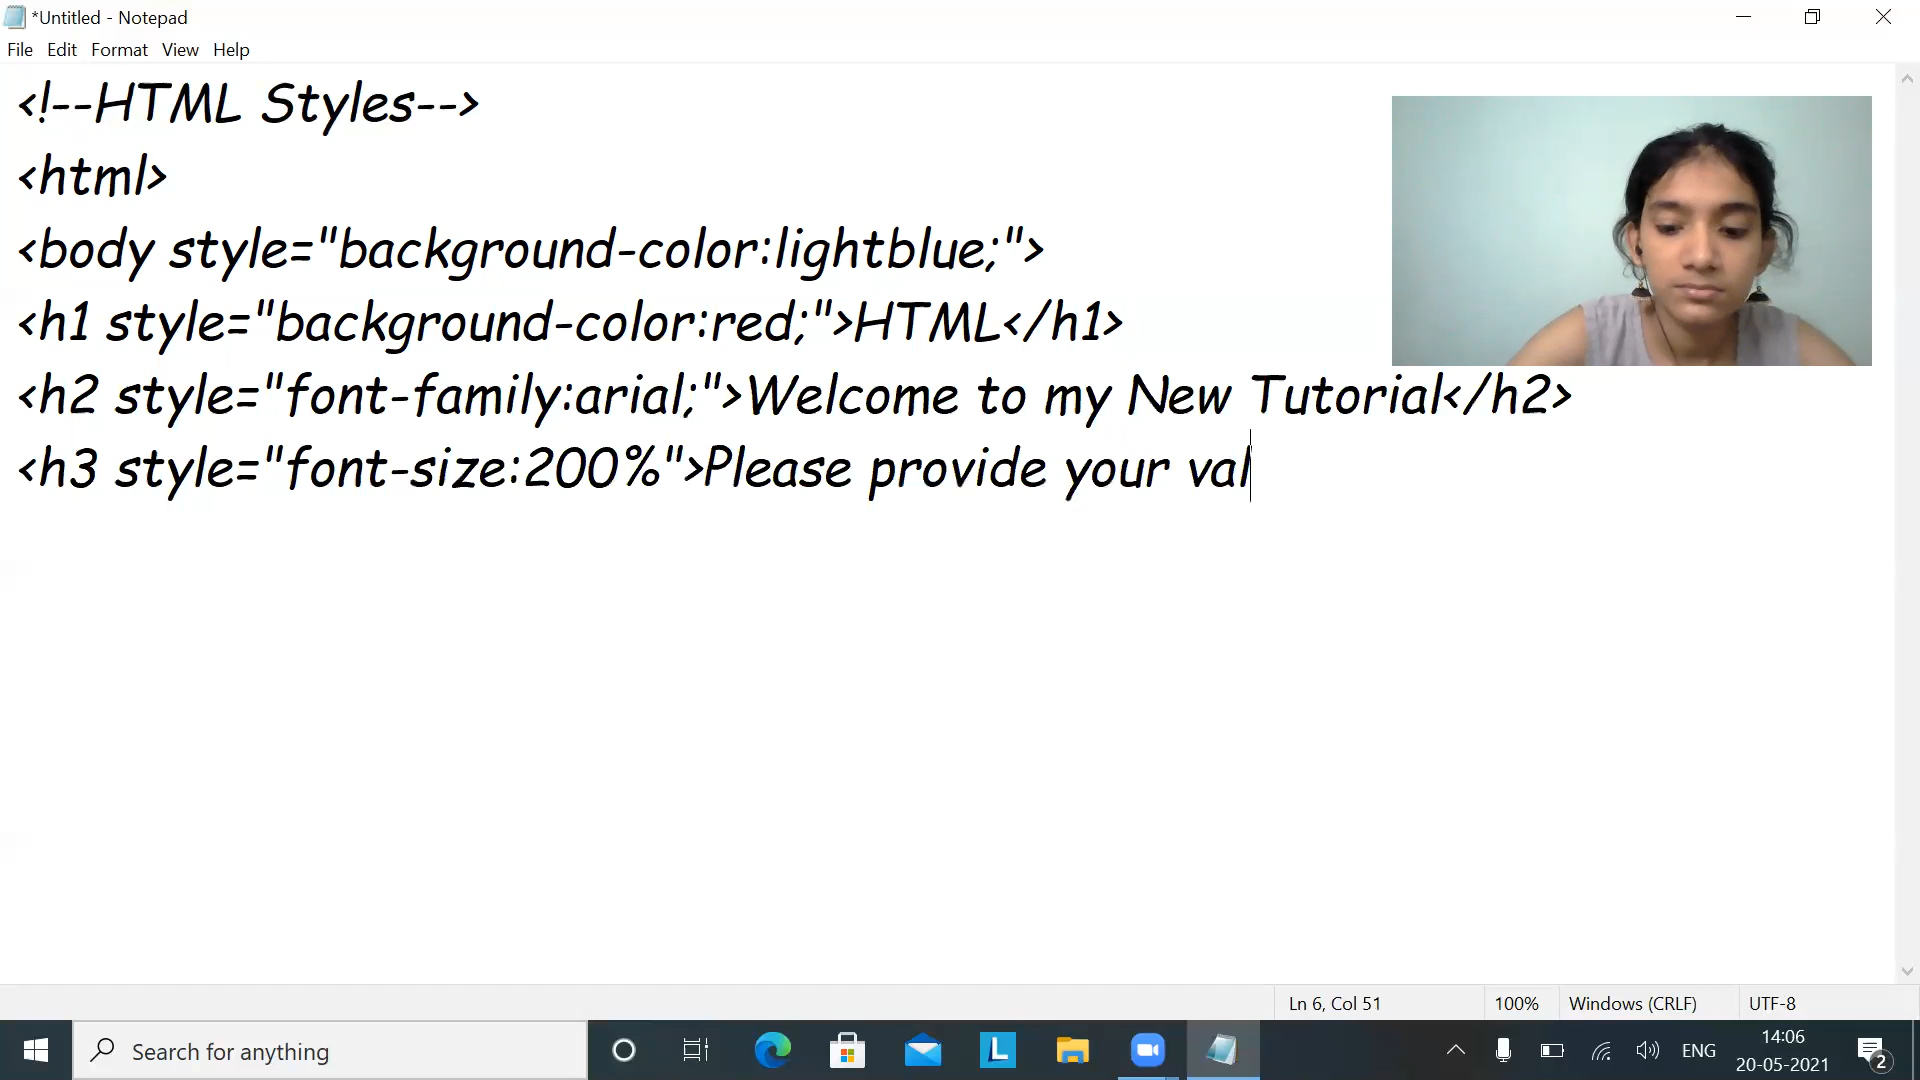 *Untitled - Notepad
File Edit Format View Help
<!--HTML Styles-->
<html>
<body style="background-color:lightblue;">
<h1 style="background-color:red;">HTML</h1>
<h2 style="font-family:arial;">Welcome to my New Tutorial</h2>
<h3 style="font-size:200%">Please provide your val
Ln 6, Col 51 100% Windows (CRLF) UTF-8
Search for anything
L
ENG
14:06
20-05-2021
2